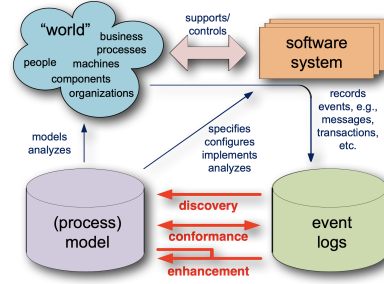 "world"
business
processes
people
machines
components
organizations
supports/
controls
software
system
models
analyzes
specifies
configures
implements
analyzes
records
events, e.g.,
messages,
transactions,
etc.
(process)
model
discovery
conformance
enhancement
event
logs